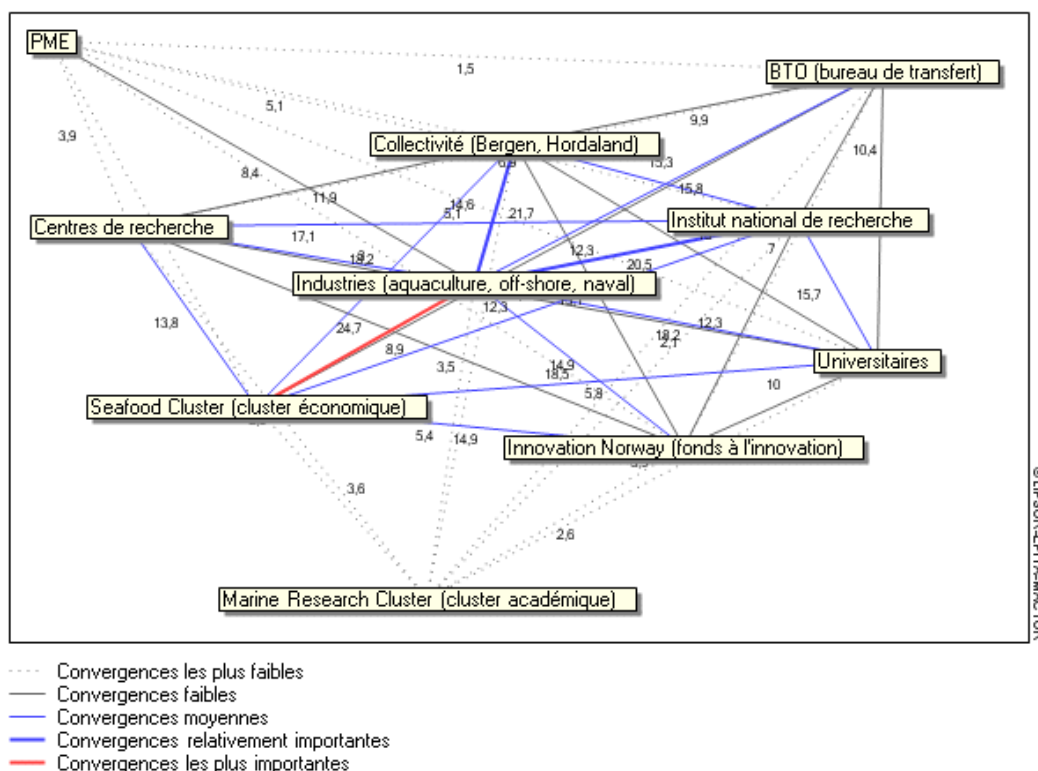 PME
BTO (bureau de transfert)
1,5
5,1
9,9
3,9
Collectivité (Bergen, Hordaland)
10,4
8,4
15,8
11,9
14,6
21,7
Centres de recherche
Institut national de recherche
17,1
12,3
7
20,5
Industries (aquaculture, off-shore, naval)
15,7
12,3
13,8
24,7
12,3
18,2
2,1
8,9
Universitaires
3,5
14,9
18,5
5,8
10
Seafood Cluster (cluster économique)
5,4
14,9
Innovation Norway (fonds à l'innovation)
3,6
2,6
Marine Research Cluster (cluster académique)
Convergences les plus faibles
Convergences faibles
Convergences moyennes
Convergences relativement importantes
Convergences les plus importantes